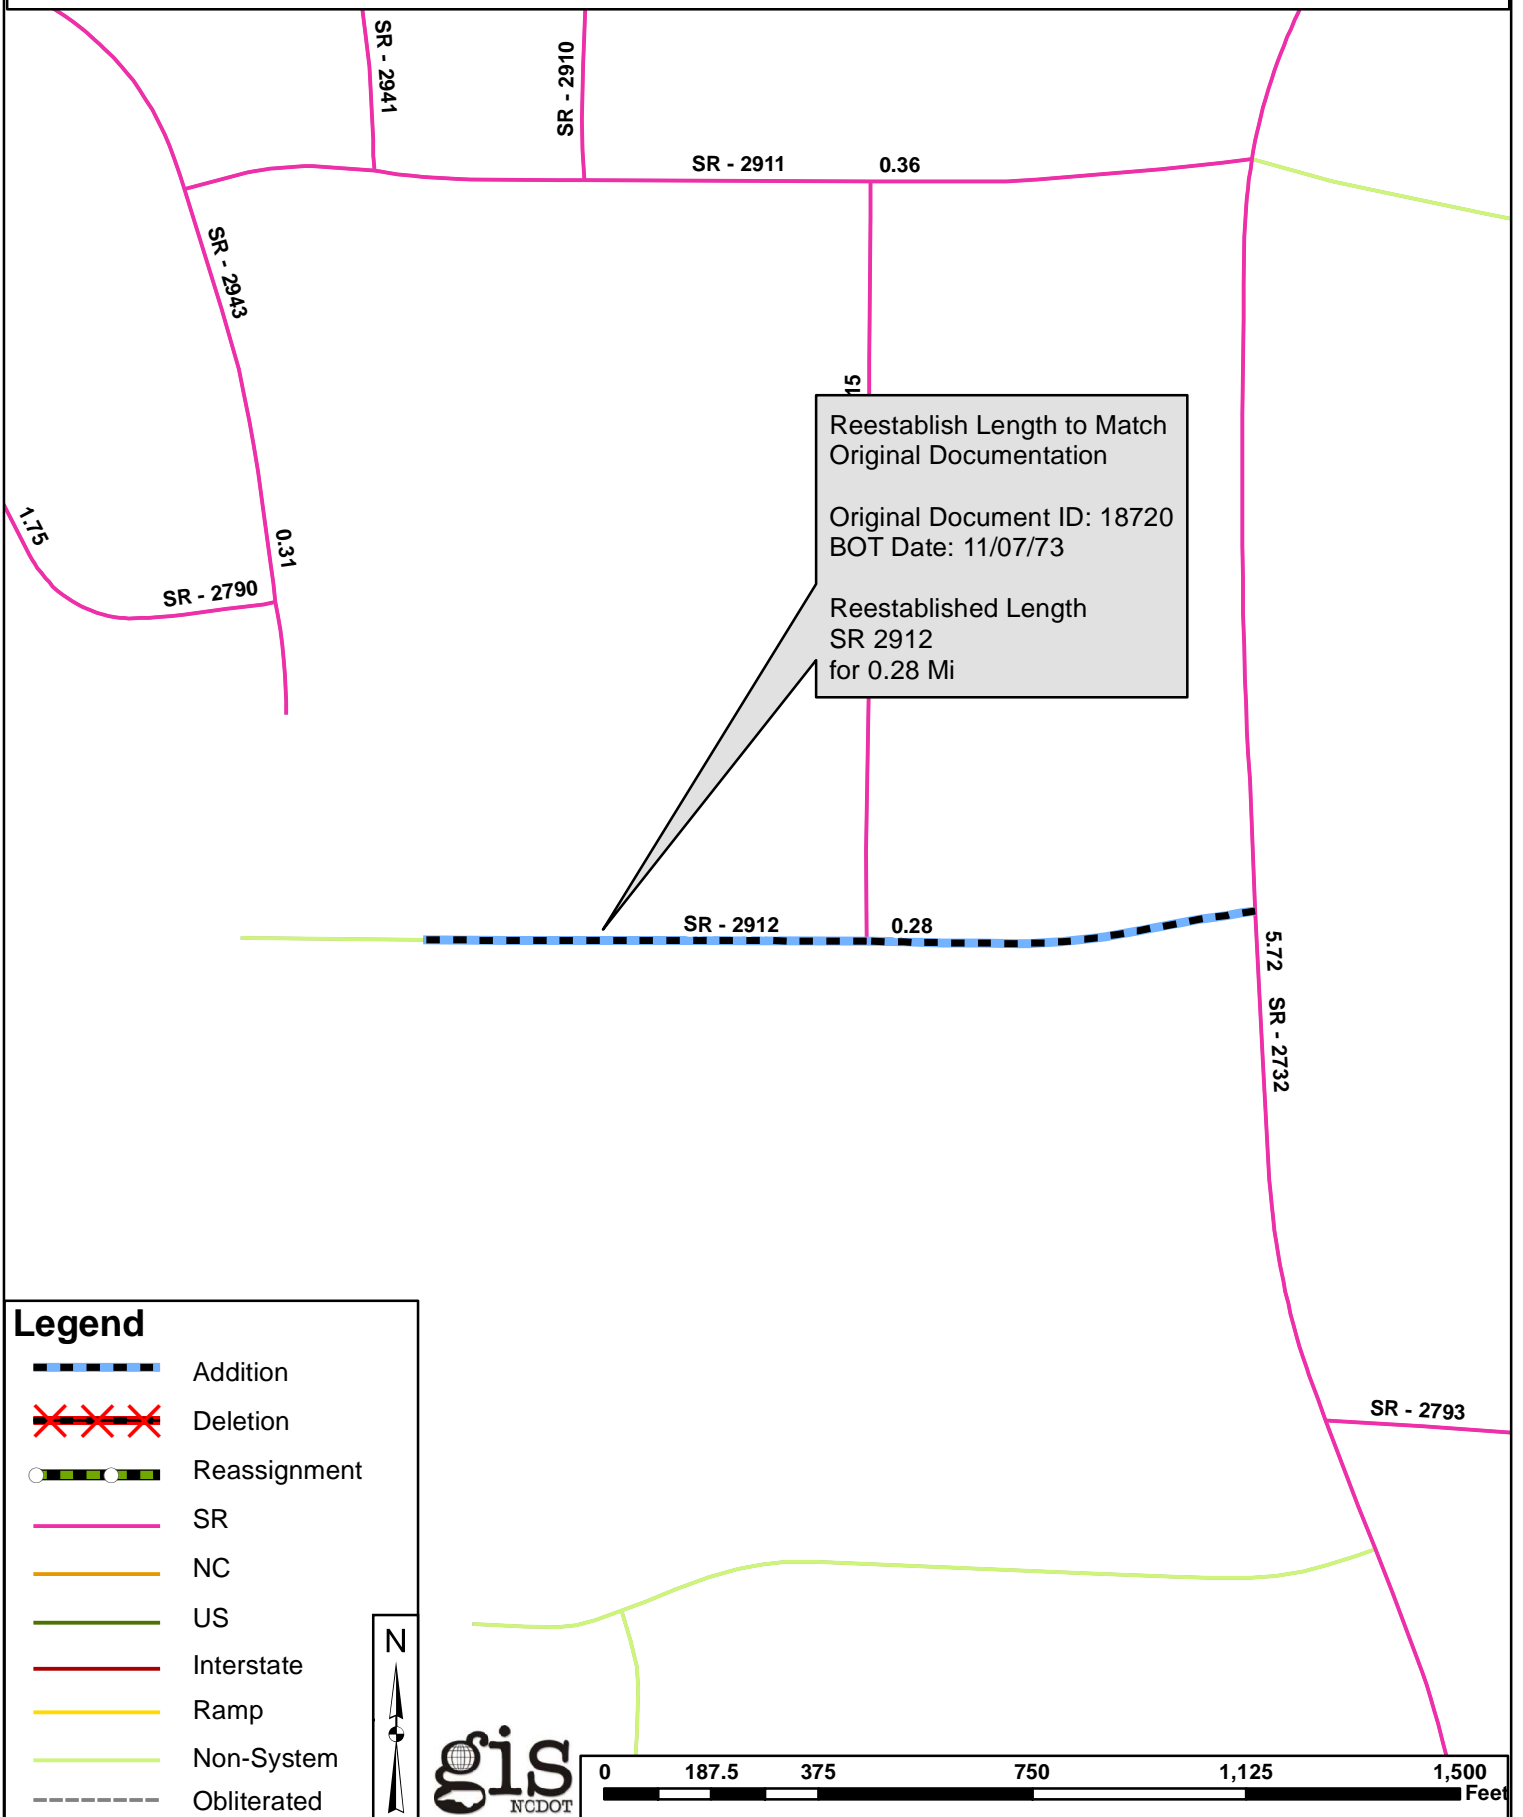 SR - 2941
SR - 2910
SR - 2911
0.36
SR - 2943
15
Reestablish Length to Match
Original Documentation
Original Document ID: 18720
BOT Date: 11/07/73
Reestablished Length
SR 2912
for 0.28 Mi
1.75
0.31
SR - 2790
SR - 2912
0.28
5.72
SR - 2732
SR - 2793
Legend
Addition
Deletion
Reassignment
SR
NC
US
Interstate
Ramp
Non-System
Obliterated
N
gis
NCDOT
0 187.5 375 750 1,125 1,500
Feet